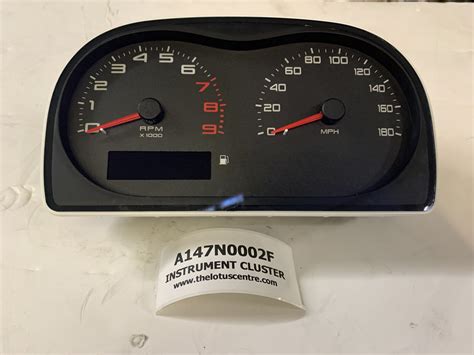 0 1 2 3 4 5 6 7 8 9
RPM
X 1000
0 20 40 60 80 100 120 140 160 180
MPH
A147N0002F
INSTRUMENT CLUSTER
www.thelotuscentre.com